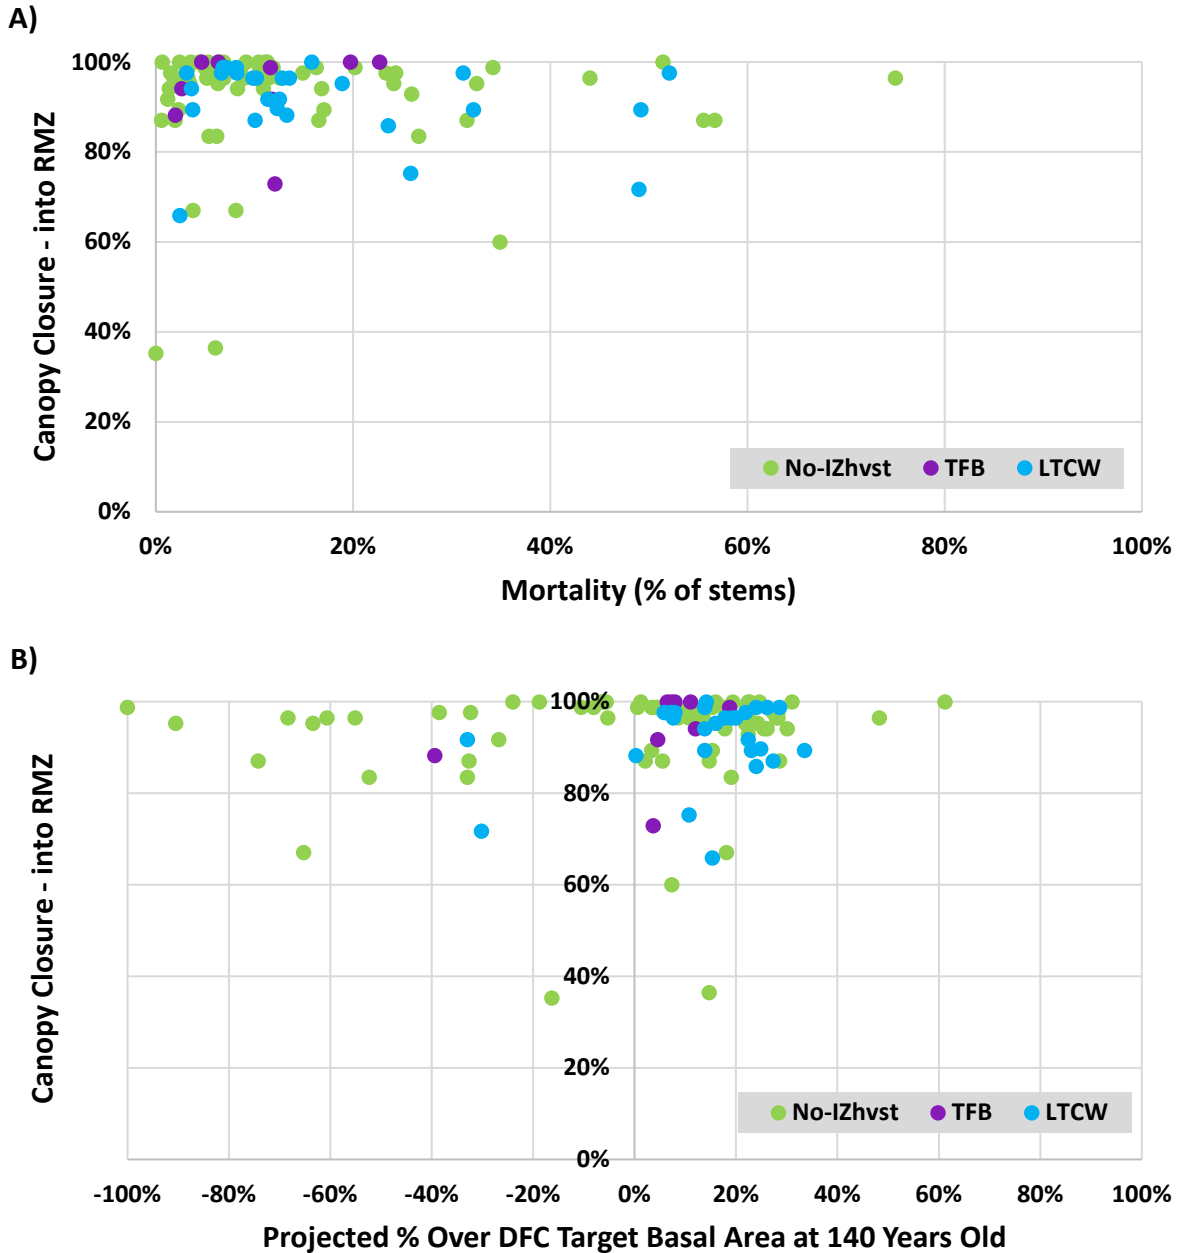 A)
Canopy Closure - into RMZ
100%
80%
60%
40%
20%
0%
No-IZhvst TFB LTCW
0% 20% 40% 60% 80% 100%
Mortality (% of stems)
B)
Canopy Closure - into RMZ
100%
80%
60%
40%
20%
0%
No-IZhvst TFB LTCW
-100% -80% -60% -40% -20% 0% 20% 40% 60% 80% 100%
Projected % Over DFC Target Basal Area at 140 Years Old